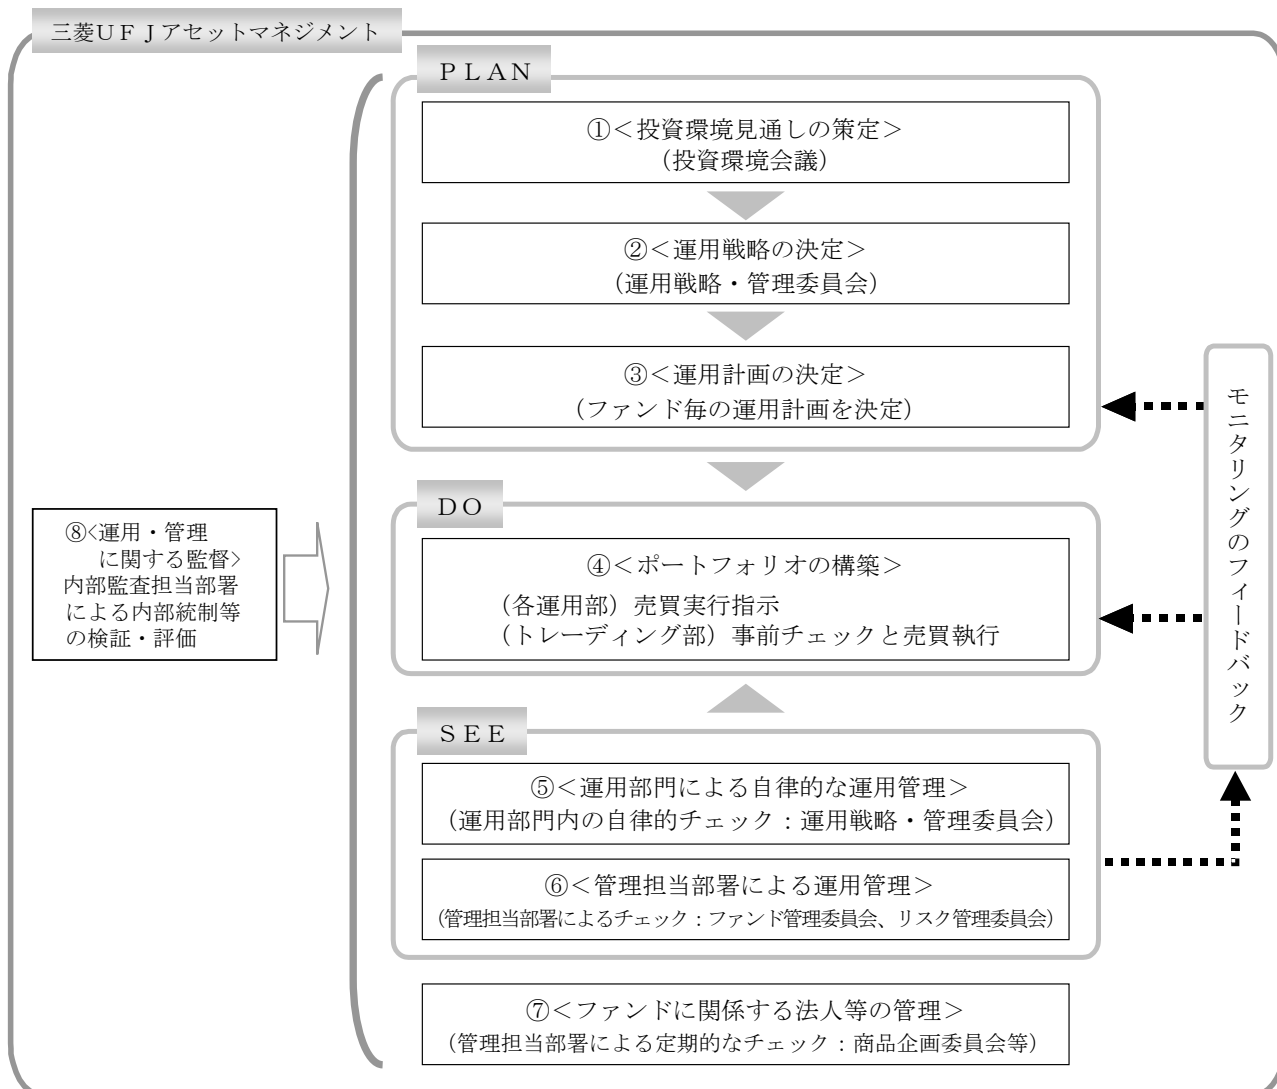 三菱ＵＦＪアセットマネジメント
ＰＬＡＮ
①＜投資環境見通しの策定＞
（投資環境会議）
②＜運用戦略の決定＞
（運用戦略・管理委員会）
③＜運用計画の決定＞
（ファンド毎の運用計画を決定）
ＤＯ
④＜ポートフォリオの構築＞
（各運用部）売買実行指示
（トレーディング部）事前チェックと売買執行
ＳＥＥ
⑤＜運用部門による自律的な運用管理＞
（運用部門内の自律的チェック：運用戦略・管理委員会）
⑥＜管理担当部署による運用管理＞
（管理担当部署によるチェック：ファンド管理委員会、リスク管理委員会）
⑦＜ファンドに関係する法人等の管理＞
（管理担当部署による定期的なチェック：商品企画委員会等）
⑧<運用・管理
に関する監督>
内部監査担当部署
による内部統制等
の検証・評価
モニタリングのフィードバック